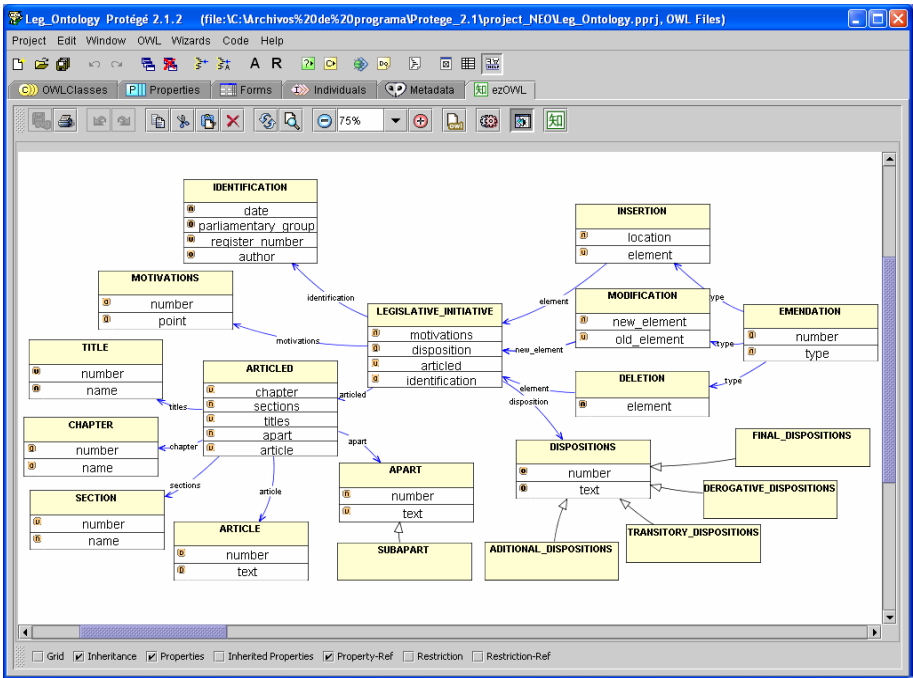 Leg_Ontology Protégé 2.1.2 (file:\C:\Archivos%20de%20programa\Protege_2.1\project_NEO\Leg_Ontology.pprj, OWL Files)
Project Edit Window OWL Wizards Code Help
OWLClasses Properties Forms Individuals Metadata ezOWL
75%
IDENTIFICATION
date
parliamentary_group
register_number
author
INSERTION
location
element
MOTIVATIONS
number
point
identification
element
MODIFICATION
new_element
old_element
type
EMENDATION
number
type
LEGISLATIVE_INITIATIVE
motivations
disposition
articled
identification
motivations
new_element
type
TITLE
number
name
ARTICLED
chapter
sections
titles
apart
article
titles
articled
element
disposition
DELETION
element
type
CHAPTER
number
name
chapter
apart
DISPOSITIONS
number
text
FINAL_DISPOSITIONS
SECTION
number
name
sections
article
APART
number
text
DEROGATIVE_DISPOSITIONS
ARTICLE
number
text
SUBAPART
ADITIONAL_DISPOSITIONS
TRANSITORY_DISPOSITIONS
Grid Inheritance Properties Inherited Properties Property-Ref Restriction Restriction-Ref